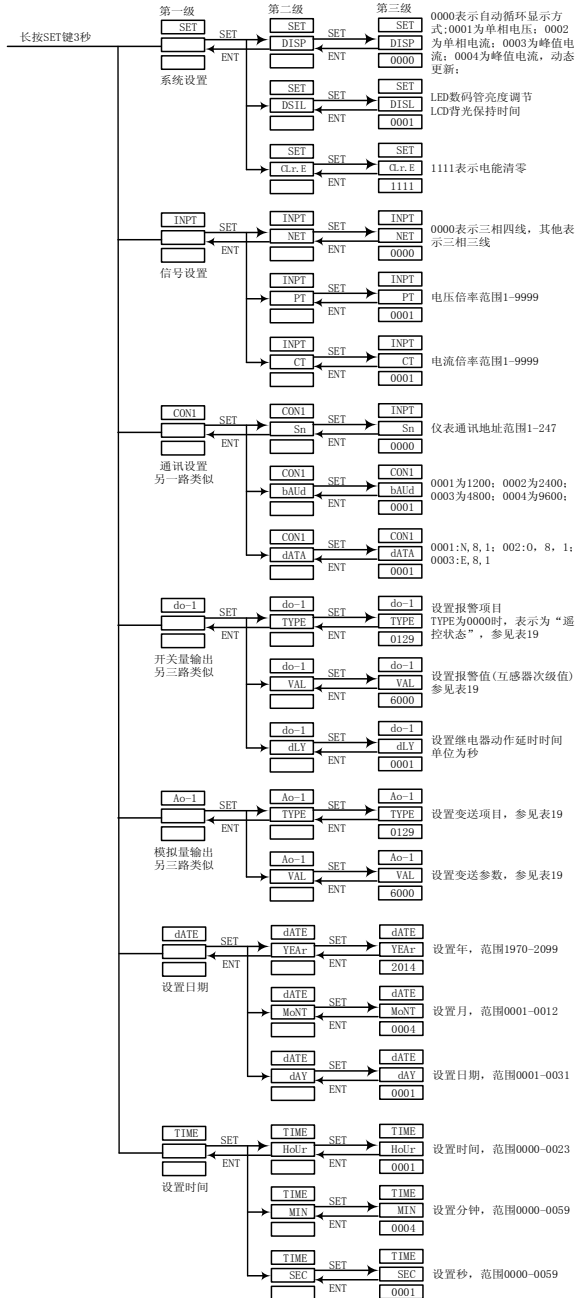 第一级 第二级 第三级
长按SET键3秒
SET SET SET
SET SET
DISP DISP
ENT ENT
0000
系统设置
0000表示自动循环显示方
式;0001为单相电压; 0002
为单相电流; 0003为峰值电
流; 0004为峰值电流, 动态
更新;
SET SET
SET
DSIL DISL
ENT
0001
LED数码管亮度调节
LCD背光保持时间
SET SET
SET
CLr.E CLr.E
ENT
1111
1111表示电能清零
INPT INPT INPT
SET SET
NET NET
ENT ENT
0000
信号设置
0000表示三相四线, 其他表
示三相三线
INPT INPT
SET
PT PT
ENT
0001
电压倍率范围1-9999
INPT INPT
SET
CT CT
ENT
0001
电流倍率范围1-9999
CON1 CON1 INPT
SET SET
Sn Sn
ENT ENT
0000
通讯设置
另一路类似
仪表通讯地址范围1-247
CON1 CON1
SET
bAUd bAUd
ENT
0001
0001为1200; 0002为2400;
0003为4800; 0004为9600;
CON1 CON1
SET
dATA dATA
ENT
0001
0001:N,8,1; 002:O, 8, 1;
0003:E,8,1
do-1 do-1 do-1
SET SET
TYPE TYPE
ENT ENT
0129
开关量输出
另三路类似
设置报警项目
TYPE为0000时, 表示为“遥
控状态”, 参见表19
do-1 do-1
SET
VAL VAL
ENT
6000
设置报警值(互感器次级值)
参见表19
do-1 do-1
SET
dLY dLY
ENT
0001
设置继电器动作延时时间
单位为秒
Ao-1 Ao-1 Ao-1
SET SET
TYPE TYPE
ENT ENT
0129
模拟量输出
另三路类似
设置变送项目, 参见表19
Ao-1 Ao-1
SET
VAL VAL
ENT
6000
设置变送参数, 参见表19
dATE dATE dATE
SET SET
YEAr YEAr
ENT ENT
2014
设置日期
设置年, 范围1970-2099
dATE dATE
SET
MoNT MoNT
ENT
0004
设置月, 范围0001-0012
dATE dATE
SET
dAY dAY
ENT
0001
设置日期, 范围0001-0031
TIME TIME TIME
SET SET
HoUr HoUr
ENT ENT
0001
设置时间
设置时间, 范围0000-0023
TIME TIME
SET
MIN MIN
ENT
0004
设置分钟, 范围0000-0059
TIME TIME
SET
SEC SEC
ENT
0001
设置秒, 范围0000-0059